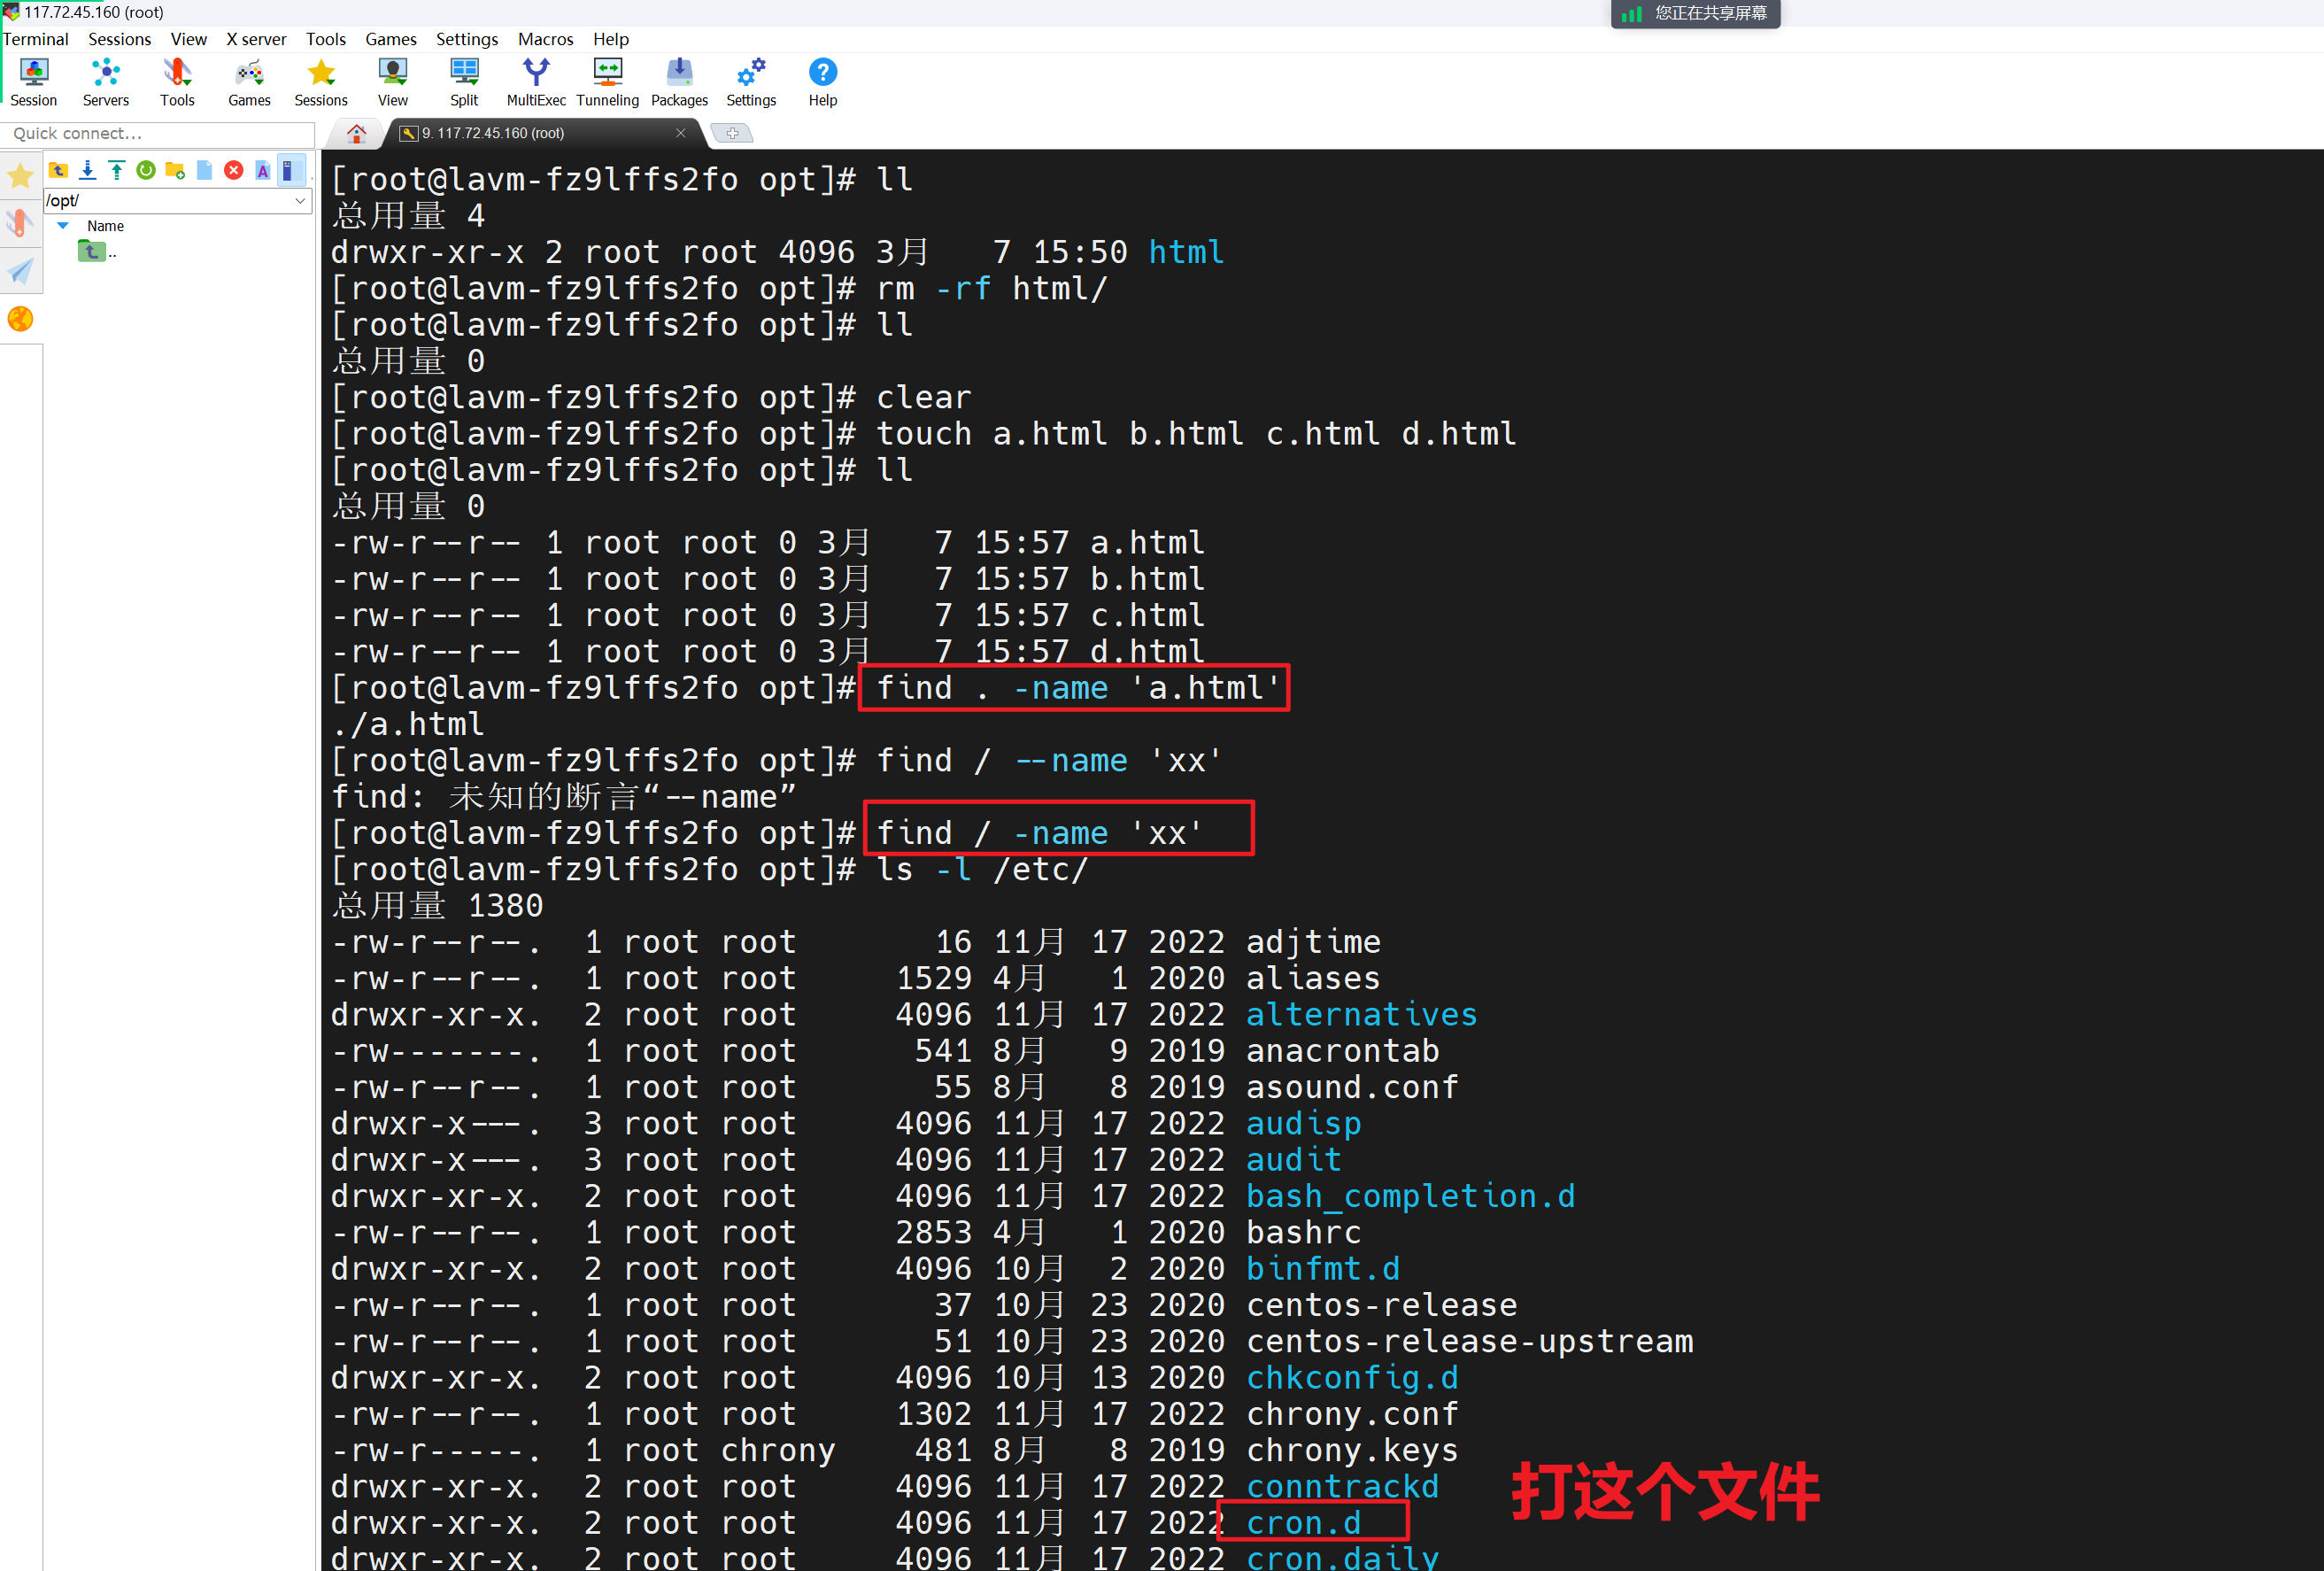 117.72.45.160 (root)
您正在共享屏幕
Terminal Sessions View X server Tools Games Settings Macros Help
Session Servers Tools Games Sessions View Split MultiExec Tunneling Packages Settings Help
Quick connect...
9. 117.72.45.160 (root)
/opt/
Name
..
[root@lavm-fz9lffs2fo opt]# ll
总用量 4
drwxr-xr-x 2 root root 4096 3月   7 15:50 html
[root@lavm-fz9lffs2fo opt]# rm -rf html/
[root@lavm-fz9lffs2fo opt]# ll
总用量 0
[root@lavm-fz9lffs2fo opt]# clear
[root@lavm-fz9lffs2fo opt]# touch a.html b.html c.html d.html
[root@lavm-fz9lffs2fo opt]# ll
总用量 0
-rw-r--r-- 1 root root 0 3月   7 15:57 a.html
-rw-r--r-- 1 root root 0 3月   7 15:57 b.html
-rw-r--r-- 1 root root 0 3月   7 15:57 c.html
-rw-r--r-- 1 root root 0 3月   7 15:57 d.html
[root@lavm-fz9lffs2fo opt]# find . -name 'a.html'
./a.html
[root@lavm-fz9lffs2fo opt]# find / --name 'xx'
find: 未知的断言“--name”
[root@lavm-fz9lffs2fo opt]# find / -name 'xx'
[root@lavm-fz9lffs2fo opt]# ls -l /etc/
总用量 1380
-rw-r--r--.  1 root root       16 11月 17 2022 adjtime
-rw-r--r--.  1 root root     1529 4月   1 2020 aliases
drwxr-xr-x.  2 root root     4096 11月 17 2022 alternatives
-rw-------.  1 root root      541 8月   9 2019 anacrontab
-rw-r--r--.  1 root root       55 8月   8 2019 asound.conf
drwxr-x---.  3 root root     4096 11月 17 2022 audisp
drwxr-x---.  3 root root     4096 11月 17 2022 audit
drwxr-xr-x.  2 root root     4096 11月 17 2022 bash_completion.d
-rw-r--r--.  1 root root     2853 4月   1 2020 bashrc
drwxr-xr-x.  2 root root     4096 10月  2 2020 binfmt.d
-rw-r--r--.  1 root root       37 10月 23 2020 centos-release
-rw-r--r--.  1 root root       51 10月 23 2020 centos-release-upstream
drwxr-xr-x.  2 root root     4096 10月 13 2020 chkconfig.d
-rw-r--r--.  1 root root     1302 11月 17 2022 chrony.conf
-rw-r-----.  1 root chrony    481 8月   8 2019 chrony.keys
drwxr-xr-x.  2 root root     4096 11月 17 2022 conntrackd
打这个文件
drwxr-xr-x.  2 root root     4096 11月 17 2022 cron.d
drwxr-xr-x.  2 root root     4096 11月 17 2022 cron.daily